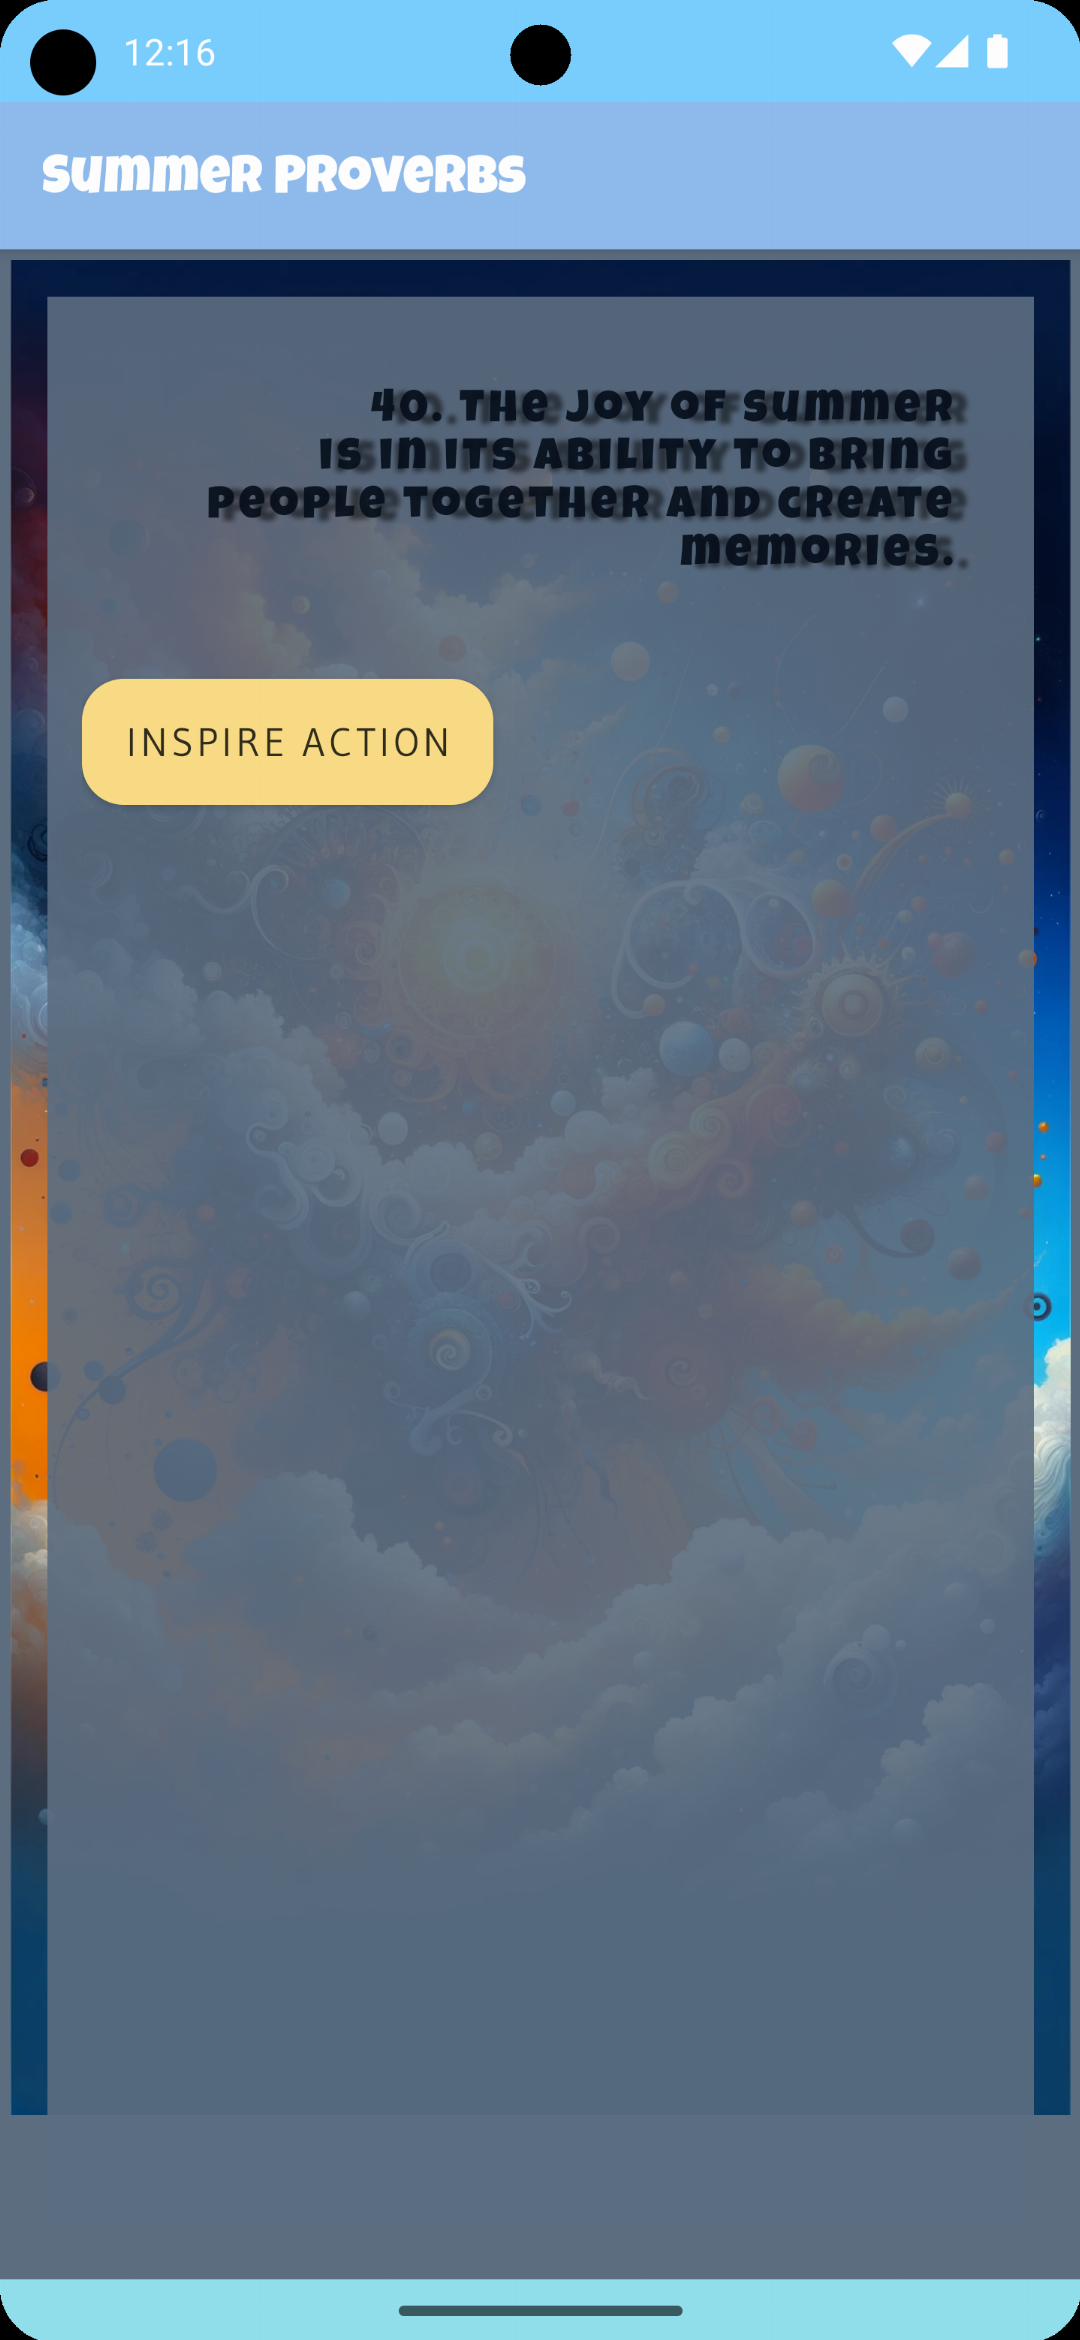 12:16
Summer Proverbs
40. The joy of summer
is in its ability to bring
people together and create
memories.
INSPIRE ACTION